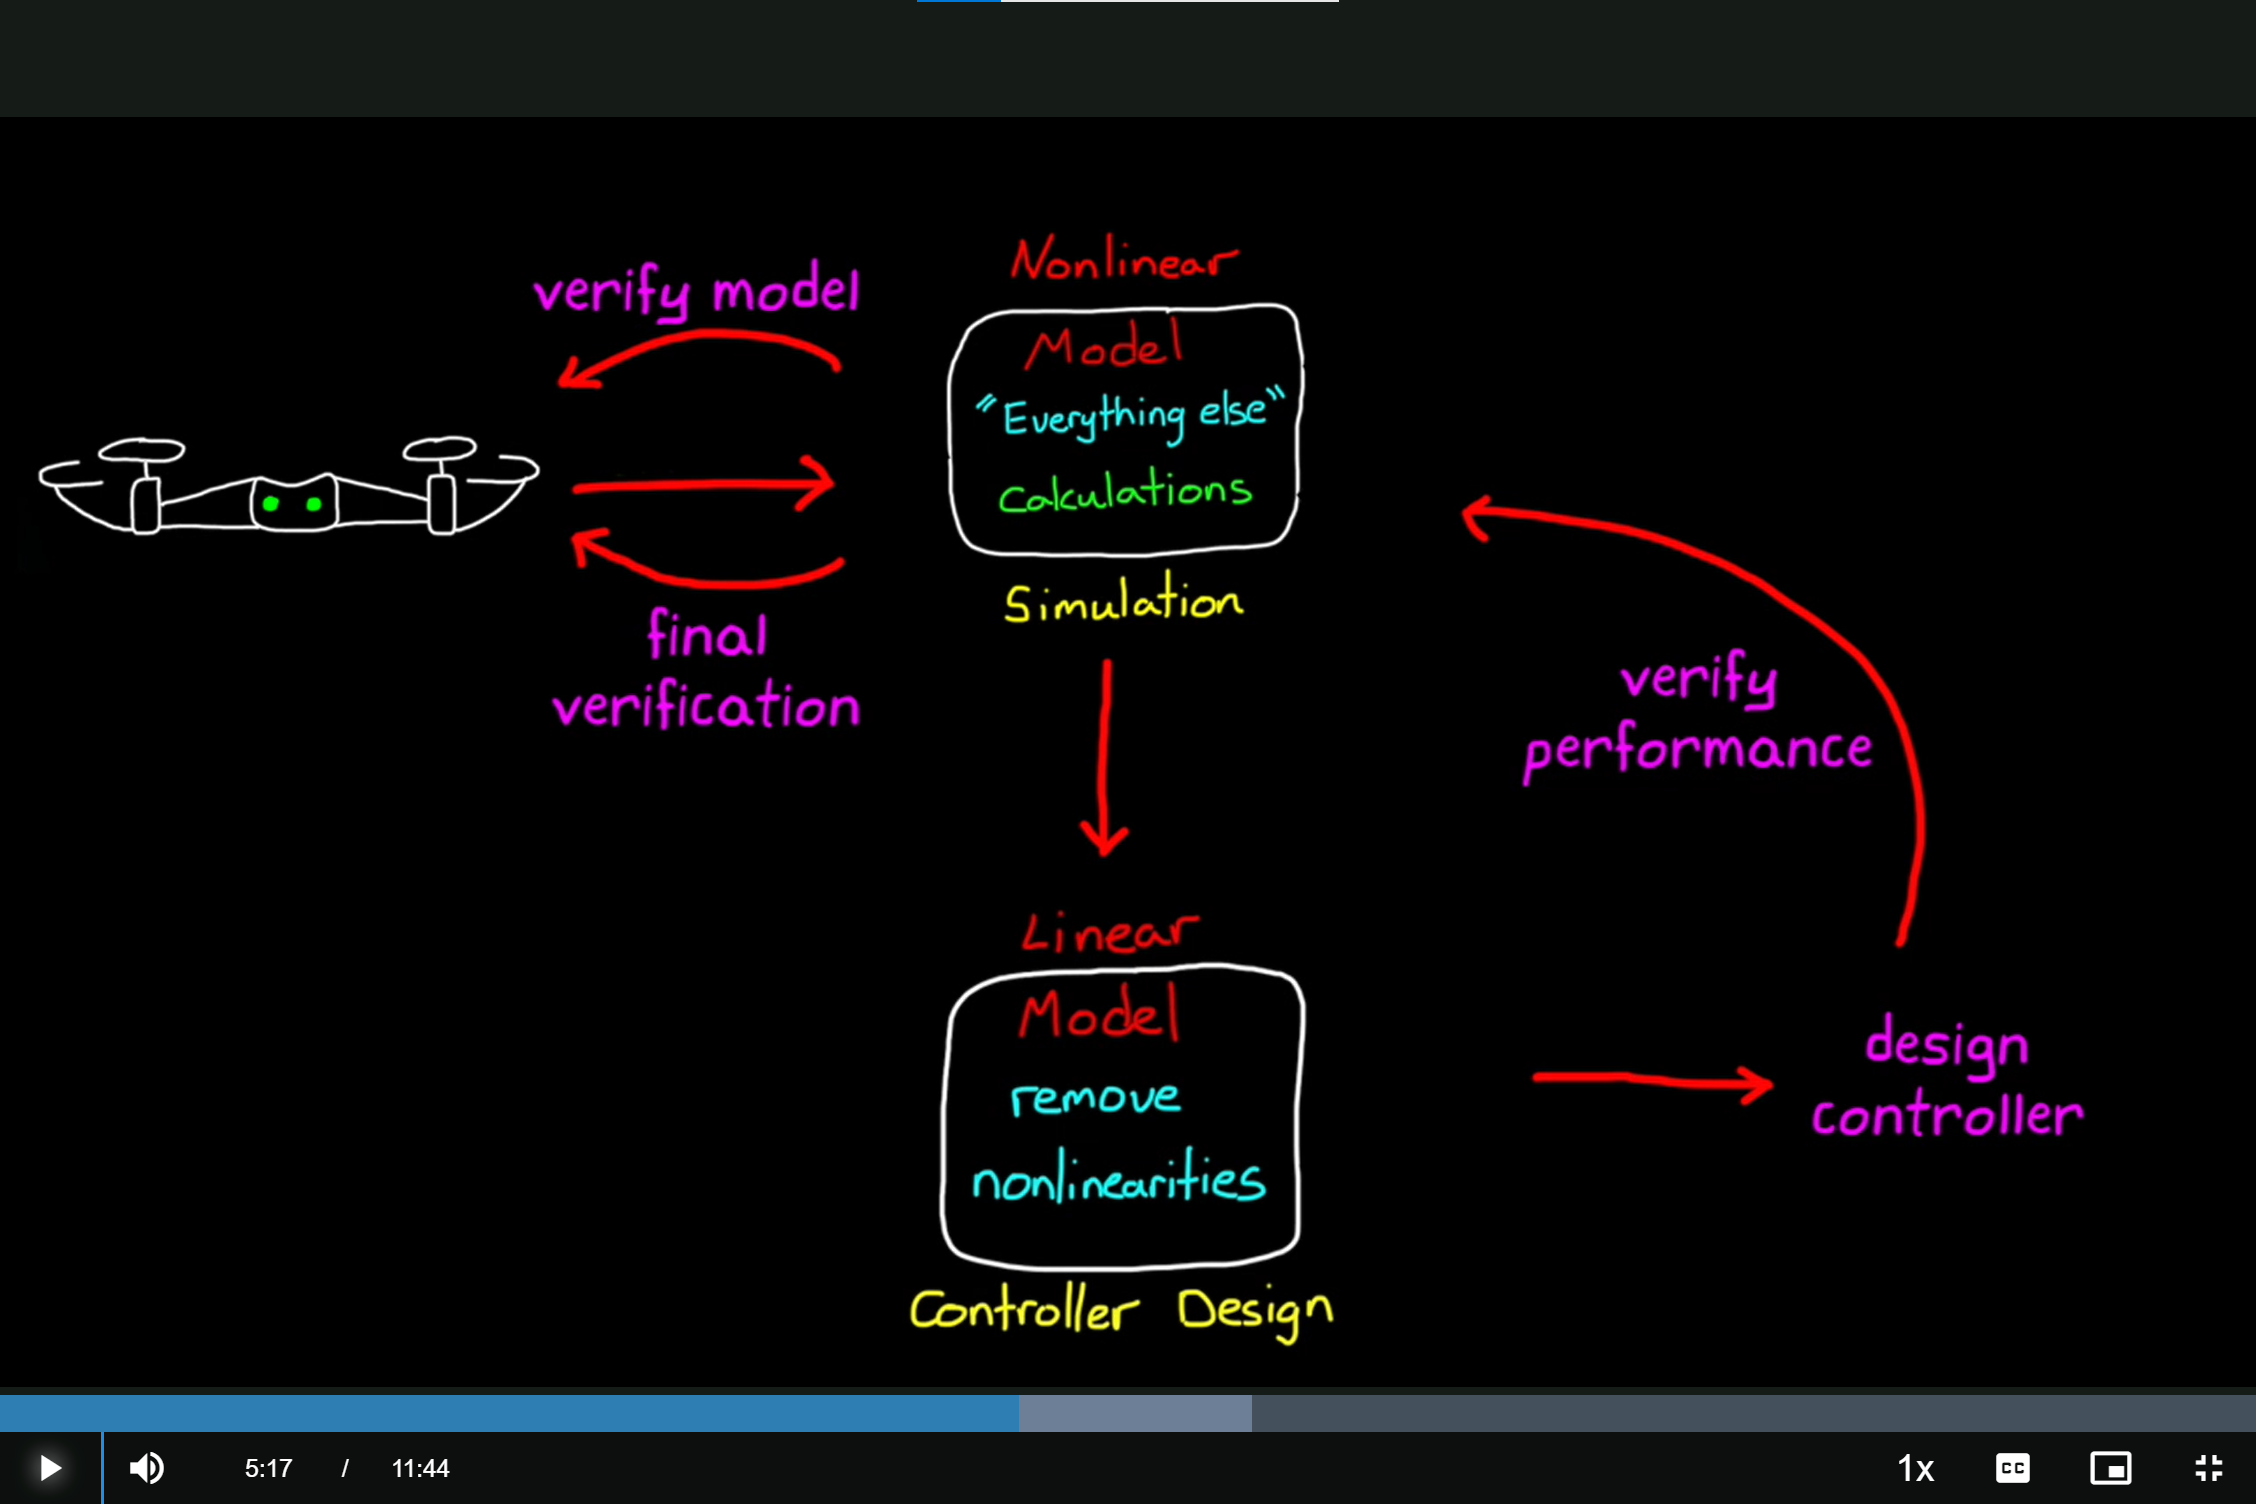 Nonlinear
verify model
Model
"Everything else"
Calculations
Simulation
final
verification
verify
performance
Linear
Model
remove
nonlinearities
design
controller
Controller Design
5:17 / 11:44
1x
CC